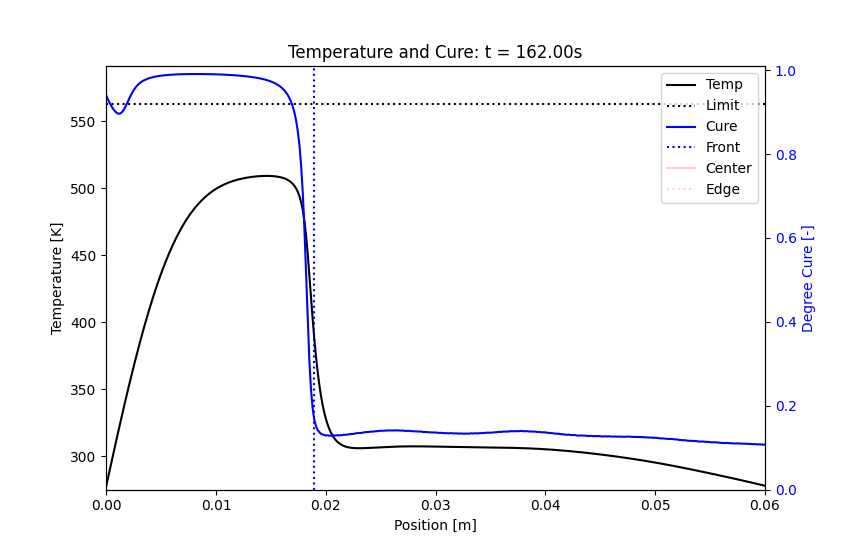 Temperature and Cure: t = 162.00s
Temp
Limit
Cure
Front
Center
Edge
Temperature [K]
550
500
450
400
350
300
Degree Cure [-]
1.0
0.8
0.6
0.4
0.2
0.0
0.00 0.01 0.02 0.03 0.04 0.05 0.06
Position [m]